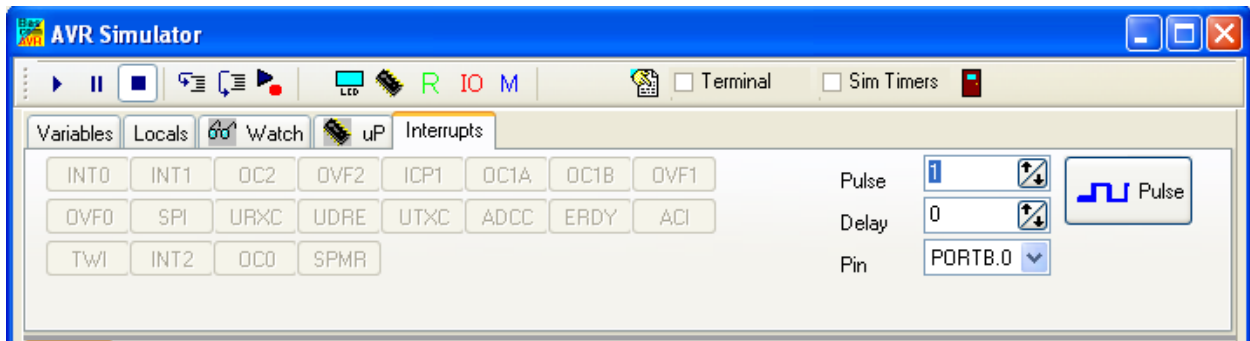 AVR Simulator
LCD R IO M Terminal Sim Timers
Variables Locals Watch uP Interrupts
INT0 INT1 OC2 OVF2 ICP1 OC1A OC1B OVF1
Pulse 1 Pulse
OVF0 SPI URXC UDRE UTXC ADCC ERDY ACI
Delay 0
TWI INT2 OC0 SPMR
Pin PORTB.0